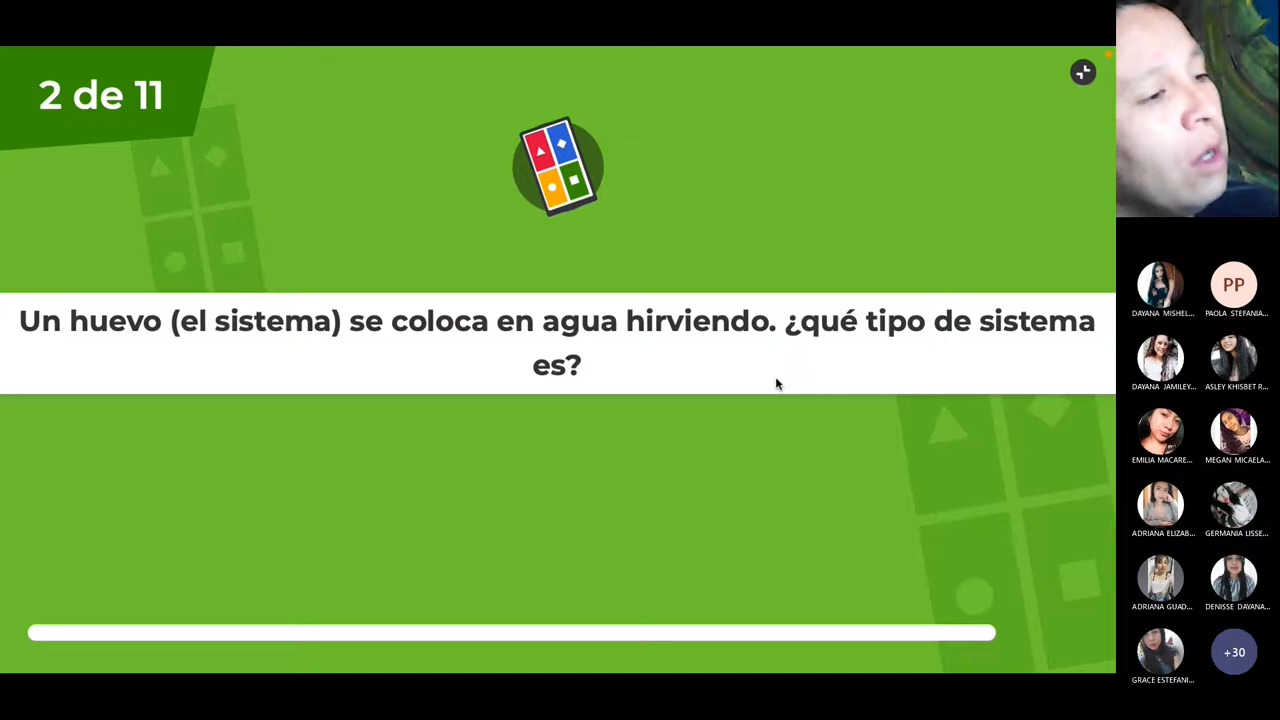 2 de 11
Un huevo (el sistema) se coloca en agua hirviendo. ¿qué tipo de sistema
es?
PP
DAYANA MISHEL...
PAOLA STEFANIA...
DAYANA JAMILEY...
ASLEY KHISBET R...
EMILIA MACARE...
MEGAN MICAELA...
ADRIANA ELIZAB...
GERMANIA LISSE...
ADRIANA GUAD...
DENISSE DAYANA...
+30
GRACE ESTEFANI...